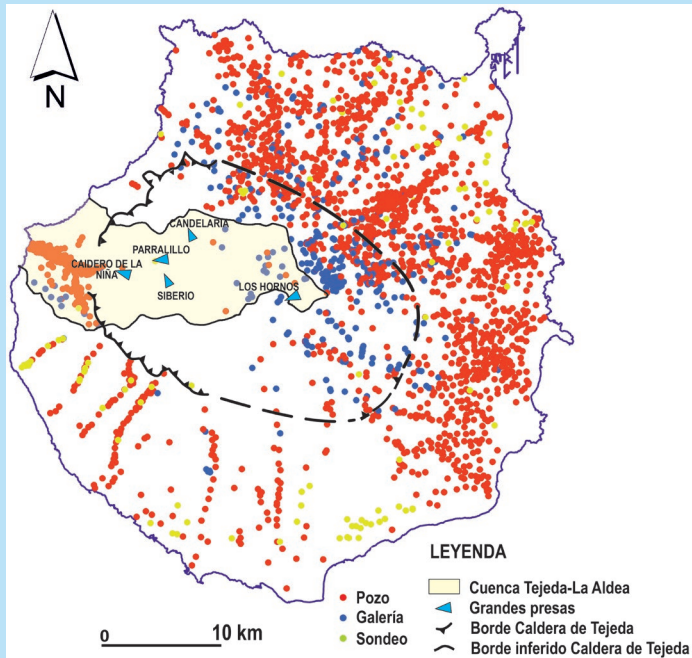 N
CANDELARIA
PARRALILLO
CAIDERO DE LA
NIÑA
SIBERIO
LOS HORNOS
LEYENDA
Pozo
Galería
Sondeo
Cuenca Tejeda-La Aldea
Grandes presas
Borde Caldera de Tejeda
Borde inferido Caldera de Tejeda
0 10 km